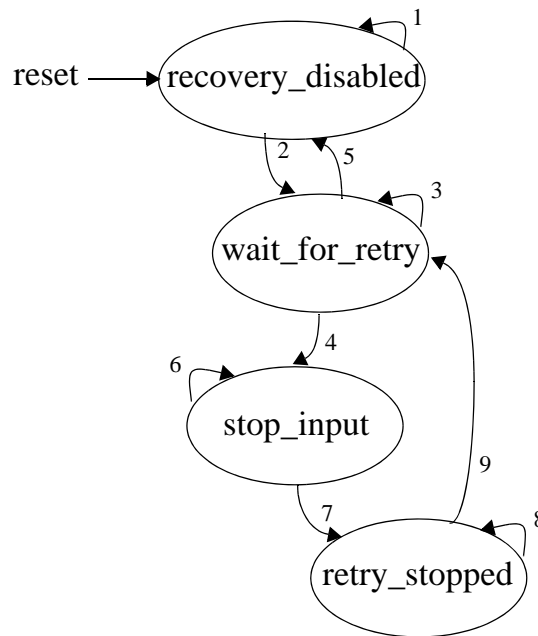 1
reset
recovery_disabled
2
5
3
wait_for_retry
4
6
stop_input
9
7
8
retry_stopped